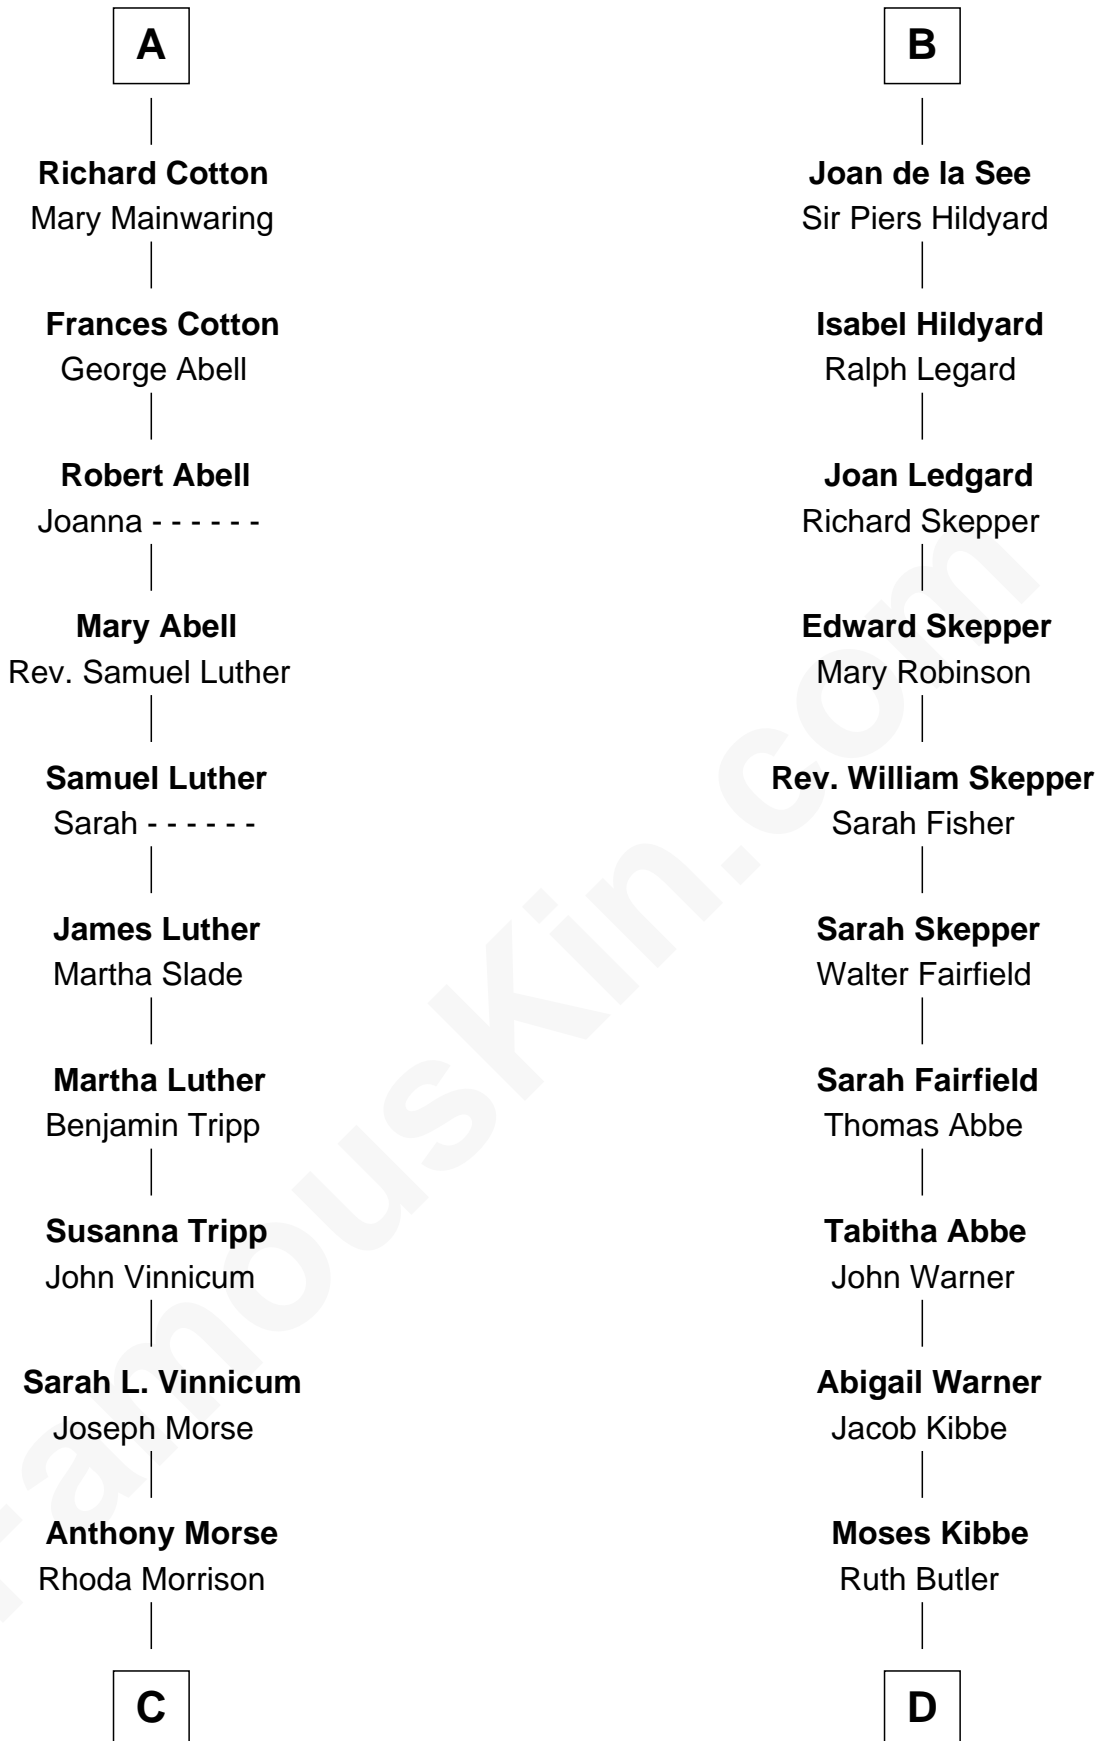 A
Richard Cotton
Mary Mainwaring
Frances Cotton
George Abell
Robert Abell
Joanna - - - - - -
Mary Abell
Rev. Samuel Luther
Samuel Luther
Sarah - - - - - -
James Luther
Martha Slade
Martha Luther
Benjamin Tripp
Susanna Tripp
John Vinnicum
Sarah L. Vinnicum
Joseph Morse
Anthony Morse
Rhoda Morrison
C
B
Joan de la See
Sir Piers Hildyard
Isabel Hildyard
Ralph Legard
Joan Ledgard
Richard Skepper
Edward Skepper
Mary Robinson
Rev. William Skepper
Sarah Fisher
Sarah Skepper
Walter Fairfield
Sarah Fairfield
Thomas Abbe
Tabitha Abbe
John Warner
Abigail Warner
Jacob Kibbe
Moses Kibbe
Ruth Butler
D
FamousKin.com